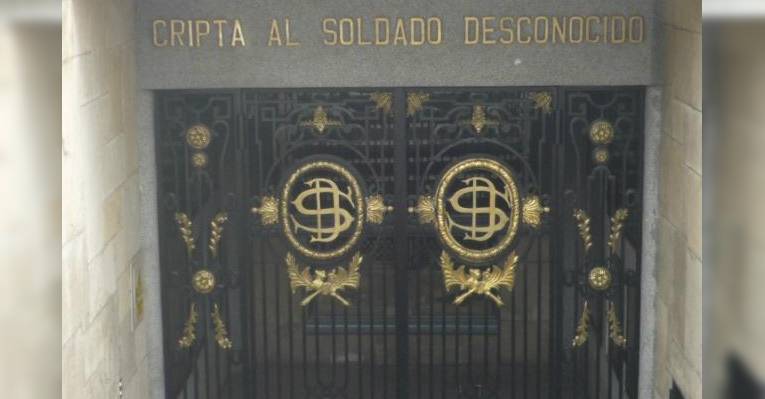 CRIPTA AL SOLDADO DESCONOCIDO